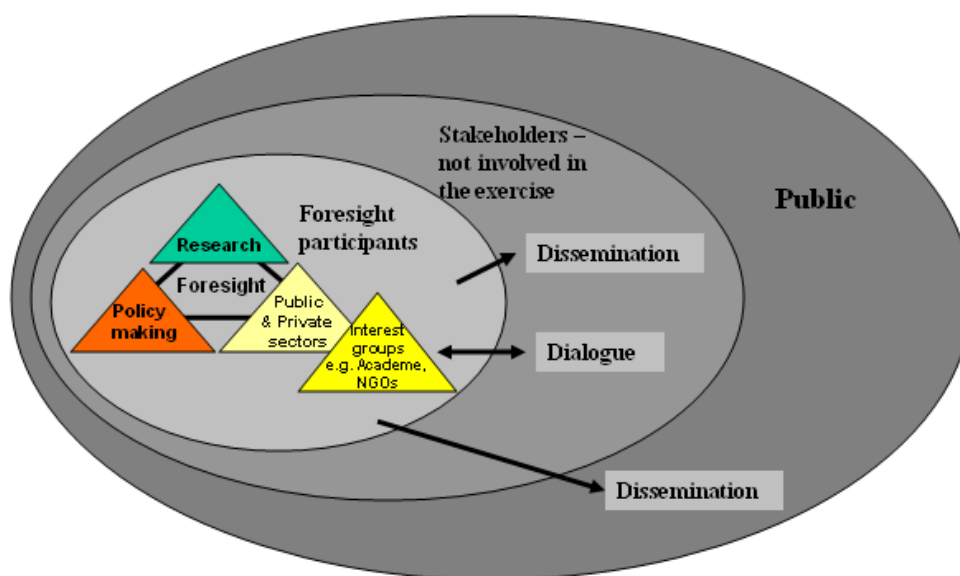 Stakeholders –
not involved in
the exercise
Public
Foresight
participants
Research
Dissemination
Foresight
Policy
making
Public
& Private
sectors
Interest
groups
e.g. Academe,
NGOs
Dialogue
Dissemination